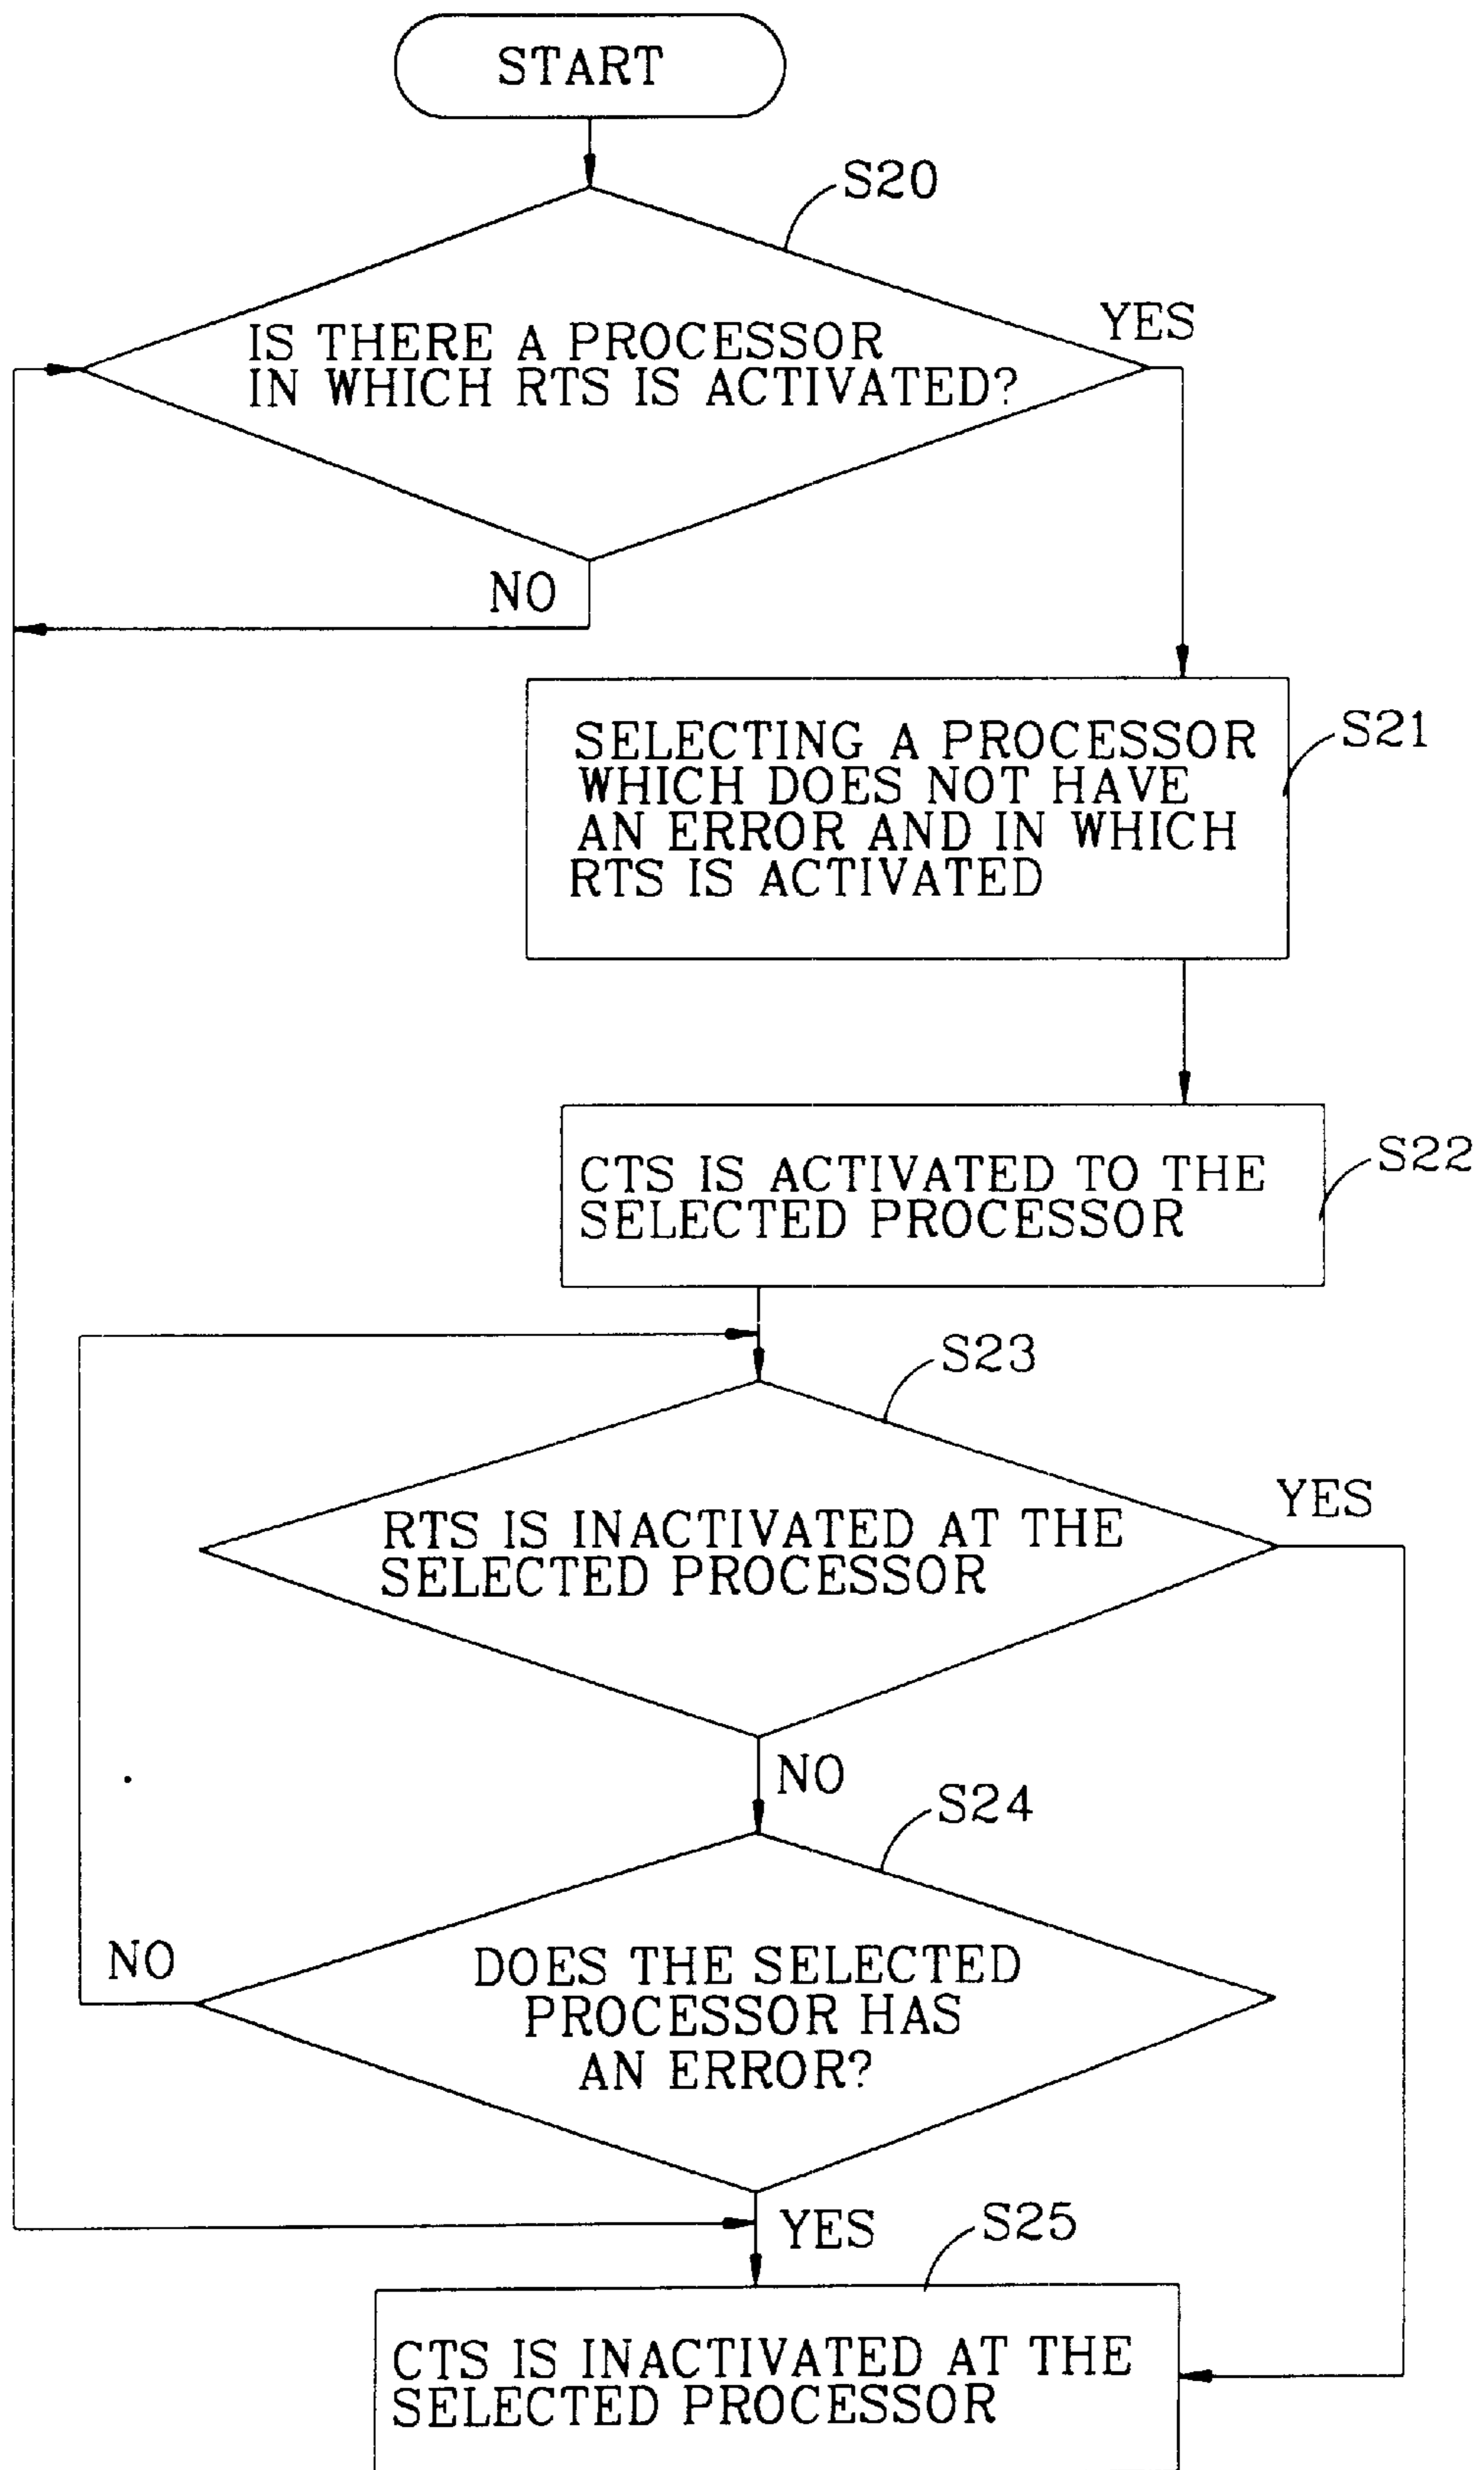 START
S20
YES
IS THERE A PROCESSOR
IN WHICH RTS IS ACTIVATED?
NO
SELECTING A PROCESSOR
WHICH DOES NOT HAVE
AN ERROR AND IN WHICH
RTS IS ACTIVATED
S21
CTS IS ACTIVATED TO THE
SELECTED PROCESSOR
S22
S23
YES
RTS IS INACTIVATED AT THE
SELECTED PROCESSOR
NO
S24
NO
DOES THE SELECTED
PROCESSOR HAS
AN ERROR?
YES
S25
CTS IS INACTIVATED AT THE
SELECTED PROCESSOR